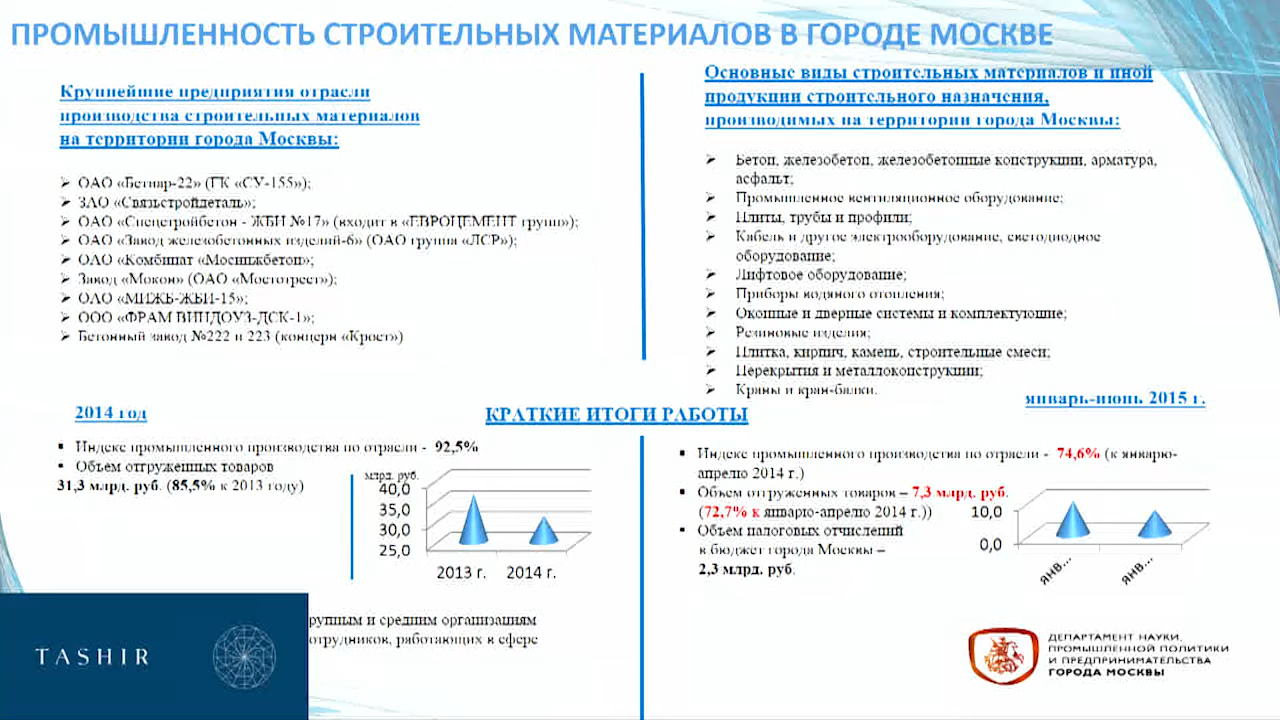 ПРОМЫШЛЕННОСТЬ СТРОИТЕЛЬНЫХ МАТЕРИАЛОВ В ГОРОДЕ МОСКВЕ
Крупнейшие предприятия отрасли
производства строительных материалов
на территории города Москвы:
➢ ОАО «Бетиар-22» (ГК «СУ-155»);
➢ ЗАО «Связьстройдеталь»;
➢ ОАО «Спецстройбетон - ЖБИ №17» (входит в «ЕВРОЦЕМЕНТ групп»);
➢ ОАО «Завод железобетонных изделий-6» (ОАО группа «ЛСР»);
➢ ОАО «Комбинат «Мосинжбетон»;
➢ Завод «Мокон» (ОАО «Мостотрест»);
➢ ОАО «МИЖБ-ЖБИ-15»;
➢ ООО «ФРАМ ВИНДОУЗ-ДСК-1»;
➢ Бетонный завод №222 и 223 (концерн «Крост»)
Основные виды строительных материалов и иной
продукции строительного назначения,
производимых на территории города Москвы:
➢ Бетон, железобетон, железобетонные конструкции, арматура,
асфальт;
➢ Промышленное вентиляционное оборудование;
➢ Плиты, трубы и профили;
➢ Кабель и другое электрооборудование, светодиодное
оборудование;
➢ Лифтовое оборудование;
➢ Приборы водяного отопления;
➢ Оконные и дверные системы и комплектующие;
➢ Резиновые изделия;
➢ Плитка, кирпич, камень, строительные смеси;
➢ Перекрытия и металлоконструкции;
➢ Краны и кран-балки.
КРАТКИЕ ИТОГИ РАБОТЫ
2014 год
▪ Индекс промышленного производства по отрасли - 92,5%
▪ Объем отгруженных товаров
31,3 млрд. руб. (85,5% к 2013 году)
млрд. руб.
40,0
35,0
30,0
25,0
2013 г. 2014 г.
рупным и средним организациям
отрудников, работающих в сфере
январь-июнь 2015 г.
▪ Индекс промышленного производства по отрасли - 74,6% (к январю-
апрелю 2014 г.)
▪ Объем отгруженных товаров – 7,3 млрд. руб.
(72,7% к январю-апрелю 2014 г.))
▪ Объем налоговых отчислений
в бюджет города Москвы –
2,3 млрд. руб.
10,0
0,0
янв... янв...
TASHIR
ДЕПАРТАМЕНТ НАУКИ,
ПРОМЫШЛЕННОЙ ПОЛИТИКИ
И ПРЕДПРИНИМАТЕЛЬСТВА
ГОРОДА МОСКВЫ